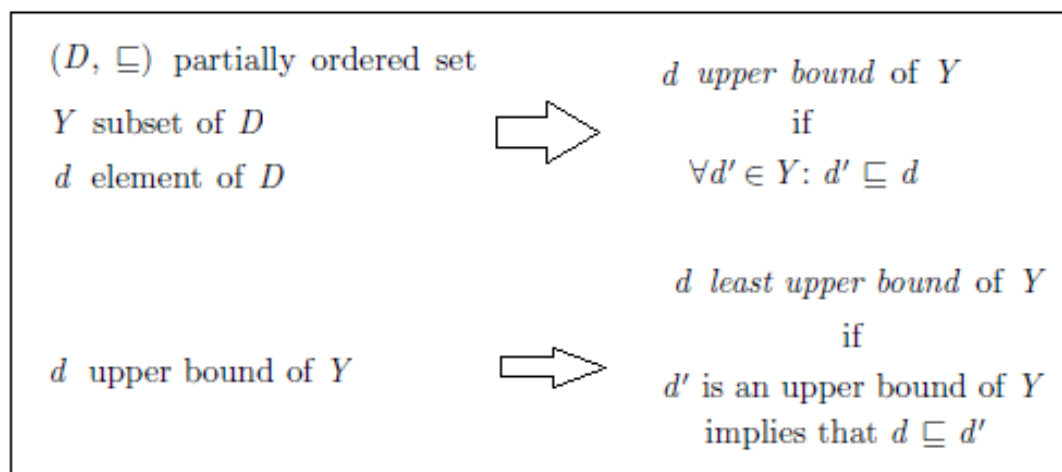 (D, ⊑) partially ordered set
Y subset of D
d element of D
d upper bound of Y
if
∀d′ ∈ Y: d′ ⊑ d
d upper bound of Y
d least upper bound of Y
if
d′ is an upper bound of Y
implies that d ⊑ d′